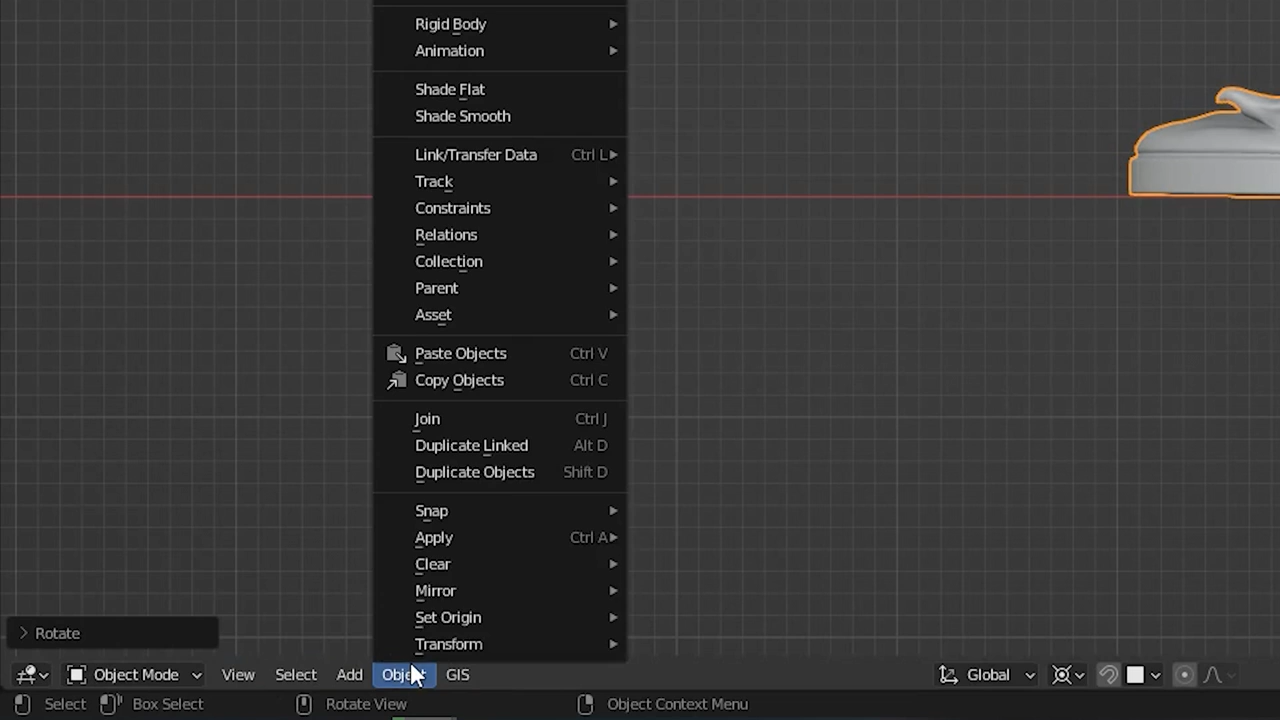 Rigid Body
Animation
Shade Flat
Shade Smooth
Link/Transfer Data Ctrl L
Track
Constraints
Relations
Collection
Parent
Asset
Paste Objects Ctrl V
Copy Objects Ctrl C
Join Ctrl J
Duplicate Linked Alt D
Duplicate Objects Shift D
Snap
Apply Ctrl A
Clear
Mirror
Set Origin
Transform
Rotate
Object Mode View Select Add Object GIS Global
Select Box Select Rotate View Object Context Menu